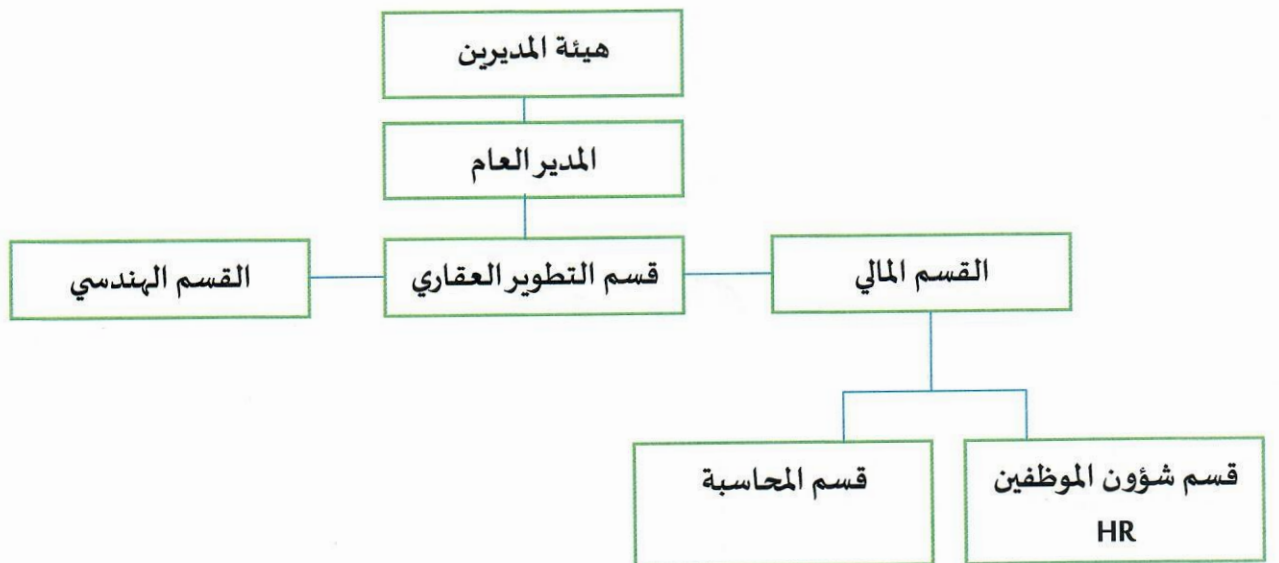 هيئة المديرين
المدير العام
القسم المالي
قسم التطوير العقاري
القسم الهندسي
قسم شؤون الموظفين
HR
قسم المحاسبة